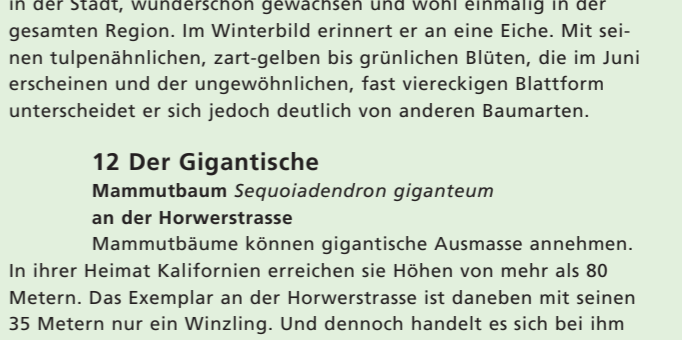 in der Stadt, wunderschön gewachsen und wohl einmalig in der
gesamten Region. Im Winterbild erinnert er an eine Eiche. Mit sei-
nen tulpenähnlichen, zart-gelben bis grünlichen Blüten, die im Juni
erscheinen und der ungewöhnlichen, fast viereckigen Blattform
unterscheidet er sich jedoch deutlich von anderen Baumarten.
12 Der Gigantische
Mammutbaum Sequoiadendron giganteum
an der Horwerstrasse
Mammutbäume können gigantische Ausmasse annehmen.
In ihrer Heimat Kalifornien erreichen sie Höhen von mehr als 80
Metern. Das Exemplar an der Horwerstrasse ist daneben mit seinen
35 Metern nur ein Winzling. Und dennoch handelt es sich bei ihm